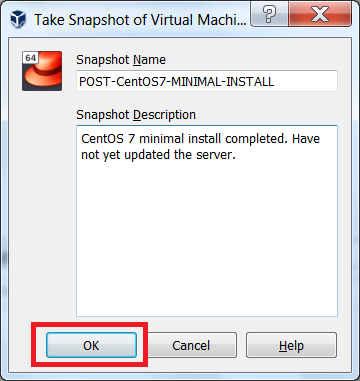 Take Snapshot of Virtual Machi...
64
Snapshot Name
POST-CentOS7-MINIMAL-INSTALL
Snapshot Description
CentOS 7 minimal install completed. Have
not yet updated the server.
OK
Cancel
Help